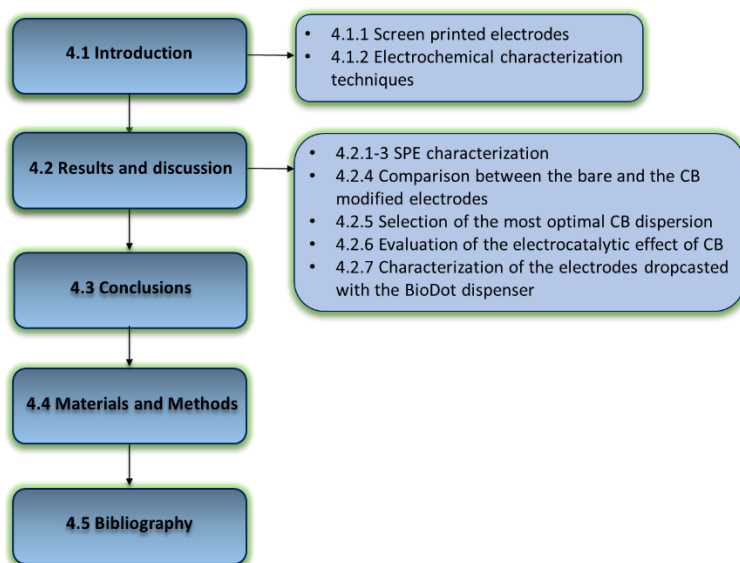 4.1 Introduction
• 4.1.1 Screen printed electrodes
• 4.1.2 Electrochemical characterization
techniques
4.2 Results and discussion
• 4.2.1-3 SPE characterization
• 4.2.4 Comparison between the bare and the CB
modified electrodes
• 4.2.5 Selection of the most optimal CB dispersion
• 4.2.6 Evaluation of the electrocatalytic effect of CB
• 4.2.7 Characterization of the electrodes dropcasted
with the BioDot dispenser
4.3 Conclusions
4.4 Materials and Methods
4.5 Bibliography